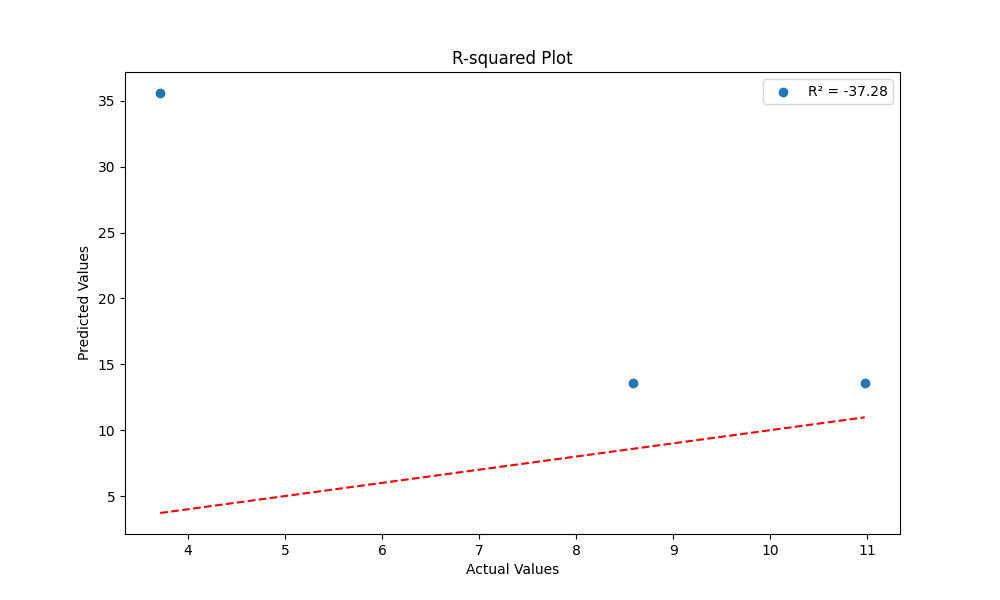 R-squared Plot
R² = -37.28
Predicted Values
35
30
25
20
15
10
5
4 5 6 7 8 9 10 11
Actual Values